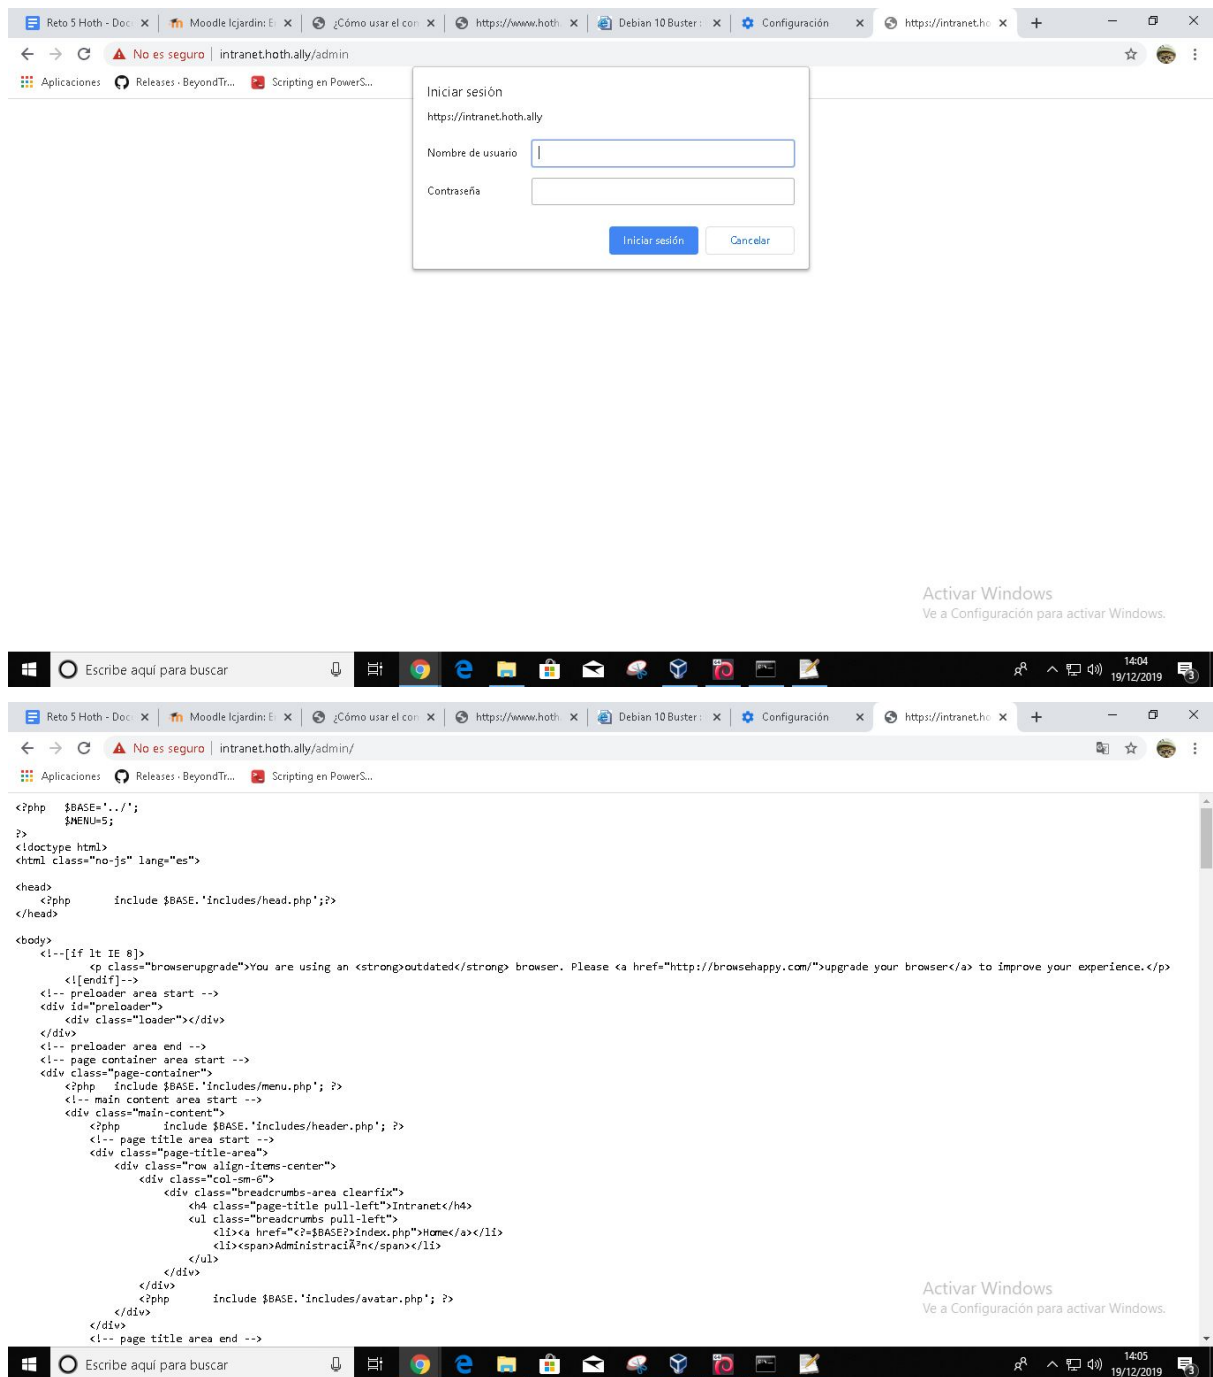 Reto 5 Hoth - Doc
Moodle Icjardin: E
¿Cómo usar el con
https://www.hoth.
Debian 10 Buster :
Configuración
https://intranet.ho
No es seguro | intranet.hoth.ally/admin
Aplicaciones
Releases · BeyondTr...
Scripting en PowerS...
Iniciar sesión
https://intranet.hoth.ally
Nombre de usuario
Contraseña
Iniciar sesión
Cancelar
Activar Windows
Ve a Configuración para activar Windows.
Escribe aquí para buscar
14:04
19/12/2019
3
Reto 5 Hoth - Doc
Moodle Icjardin: E
¿Cómo usar el con
https://www.hoth.
Debian 10 Buster :
Configuración
https://intranet.ho
No es seguro | intranet.hoth.ally/admin/
Aplicaciones
Releases · BeyondTr...
Scripting en PowerS...
<?php   $BASE='../';
        $MENU=5;
?>
<!doctype html>
<html class="no-js" lang="es">
<head>
    <?php       include $BASE.'includes/head.php';?>
</head>
<body>
    <!--[if lt IE 8]>
            <p class="browserupgrade">You are using an <strong>outdated</strong> browser. Please <a href="http://browsehappy.com/">upgrade your browser</a> to improve your experience.</p>
        <![endif]-->
    <!-- preloader area start -->
    <div id="preloader">
        <div class="loader"></div>
    </div>
    <!-- preloader area end -->
    <!-- page container area start -->
    <div class="page-container">
        <?php   include $BASE.'includes/menu.php'; ?>
        <!-- main content area start -->
        <div class="main-content">
            <?php       include $BASE.'includes/header.php'; ?>
            <!-- page title area start -->
            <div class="page-title-area">
                <div class="row align-items-center">
                    <div class="col-sm-6">
                        <div class="breadcrumbs-area clearfix">
                            <h4 class="page-title pull-left">Intranet</h4>
                            <ul class="breadcrumbs pull-left">
                                <li><a href="<?=$BASE?>index.php">Home</a></li>
                                <li><span>AdministraciÃ³n</span></li>
                            </ul>
                        </div>
                    </div>
                    <?php       include $BASE.'includes/avatar.php'; ?>
                </div>
            </div>
            <!-- page title area end -->
Activar Windows
Ve a Configuración para activar Windows.
Escribe aquí para buscar
14:05
19/12/2019
3